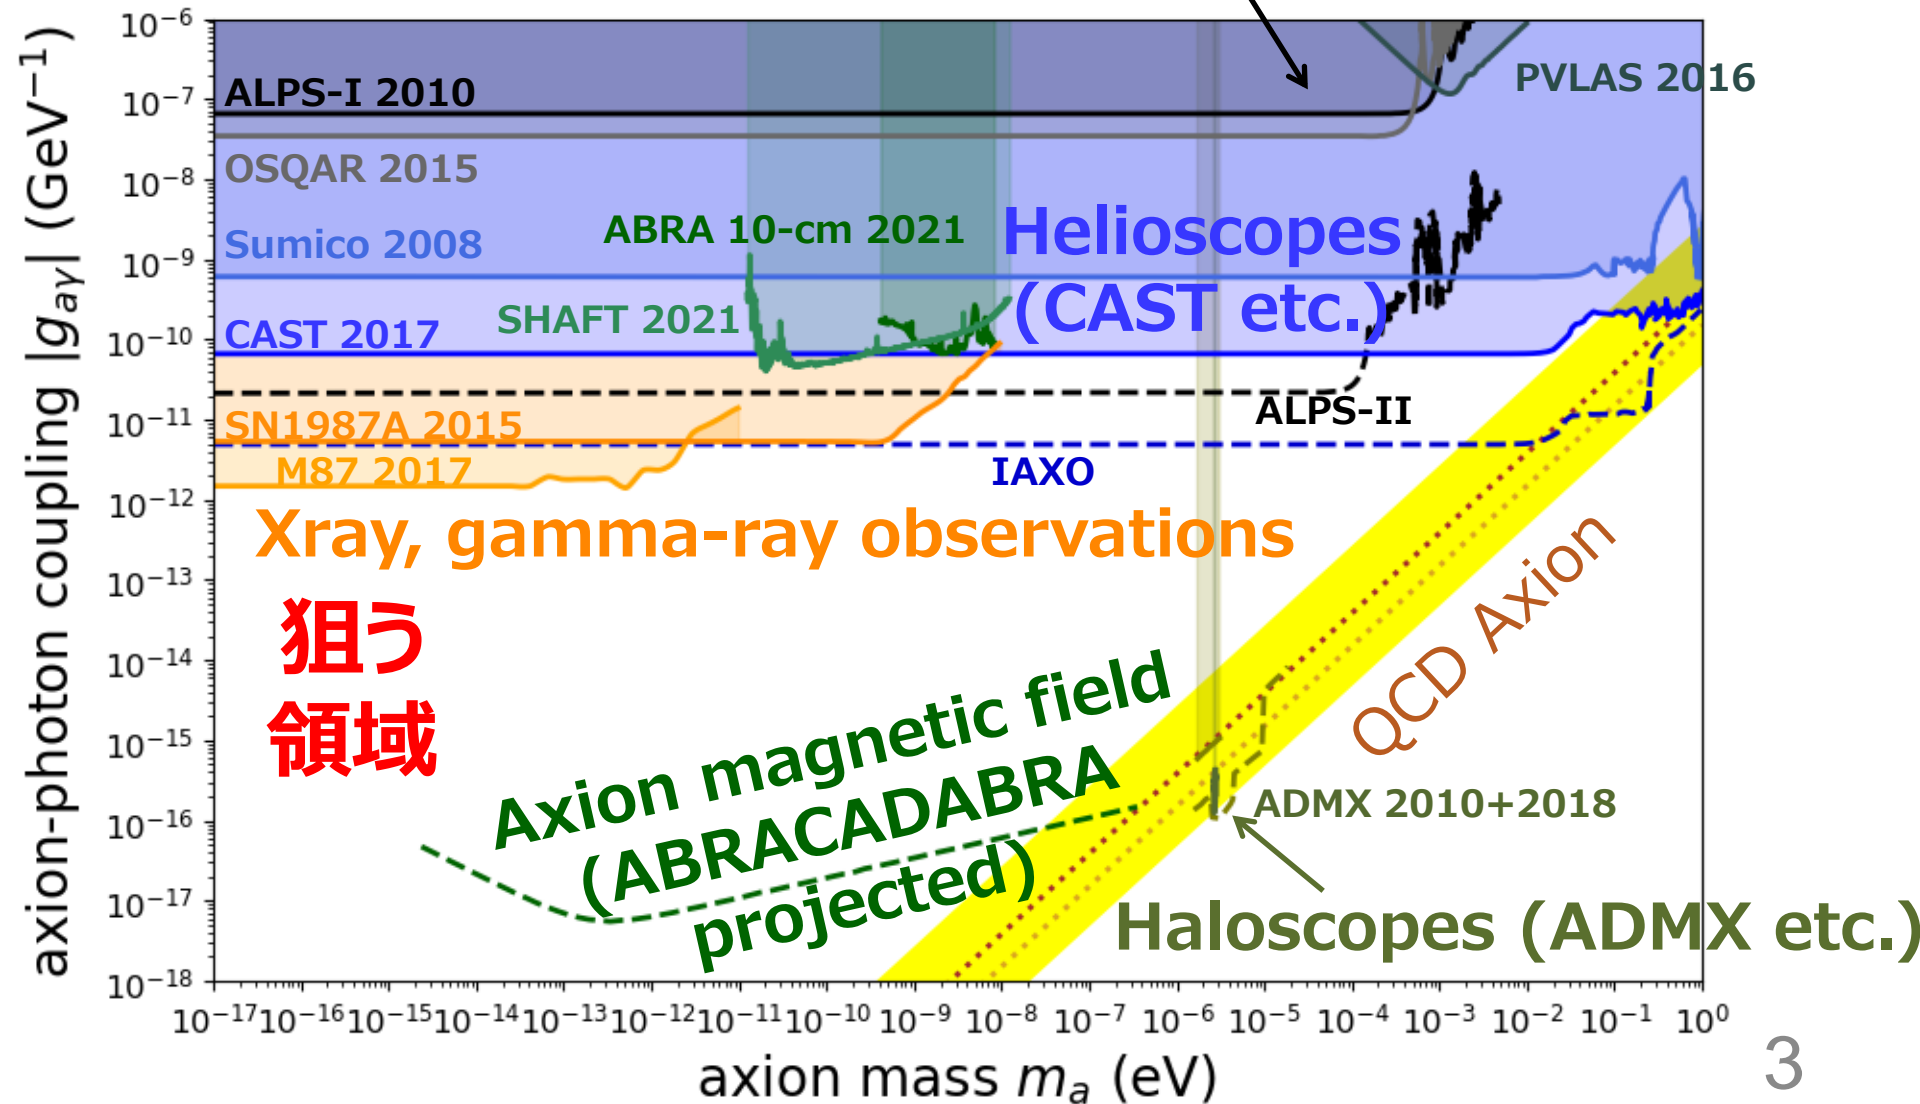 axion-photon coupling |g_{aγ}| (GeV⁻¹)
10⁻⁶
10⁻⁷
10⁻⁸
10⁻⁹
10⁻¹⁰
10⁻¹¹
10⁻¹²
10⁻¹³
10⁻¹⁴
10⁻¹⁵
10⁻¹⁶
10⁻¹⁷
10⁻¹⁸
ALPS-I 2010
PVLAS 2016
OSQAR 2015
Sumico 2008
ABRA 10-cm 2021
Helioscopes
(CAST etc.)
CAST 2017
SHAFT 2021
ALPS-II
SN1987A 2015
M87 2017
IAXO
Xray, gamma-ray observations
狙う
領域
QCD Axion
Axion magnetic field
(ABRACADABRA
projected)
ADMX 2010+2018
Haloscopes (ADMX etc.)
10⁻¹⁷ 10⁻¹⁶ 10⁻¹⁵ 10⁻¹⁴ 10⁻¹³ 10⁻¹² 10⁻¹¹ 10⁻¹⁰ 10⁻⁹ 10⁻⁸ 10⁻⁷ 10⁻⁶ 10⁻⁵ 10⁻⁴ 10⁻³ 10⁻² 10⁻¹ 10⁰
axion mass mₐ (eV)
3